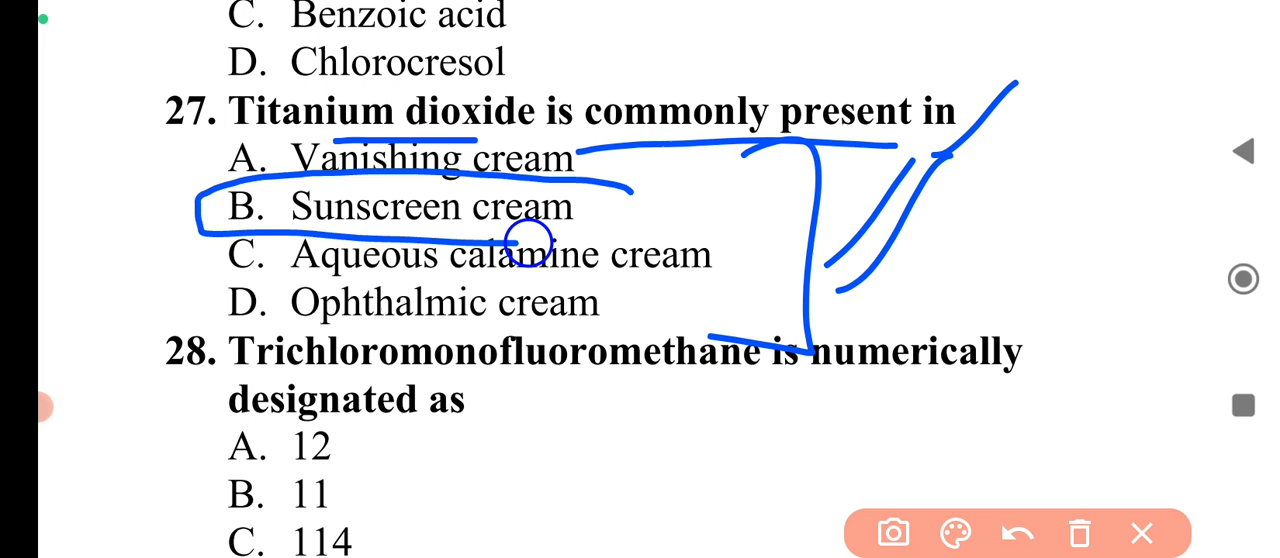 C. Benzoic acid
D. Chlorocresol
27. Titanium dioxide is commonly present in
A. Vanishing cream
B. Sunscreen cream
C. Aqueous calamine cream
D. Ophthalmic cream
28. Trichloromonofluoromethane is numerically
designated as
A. 12
B. 11
C. 114